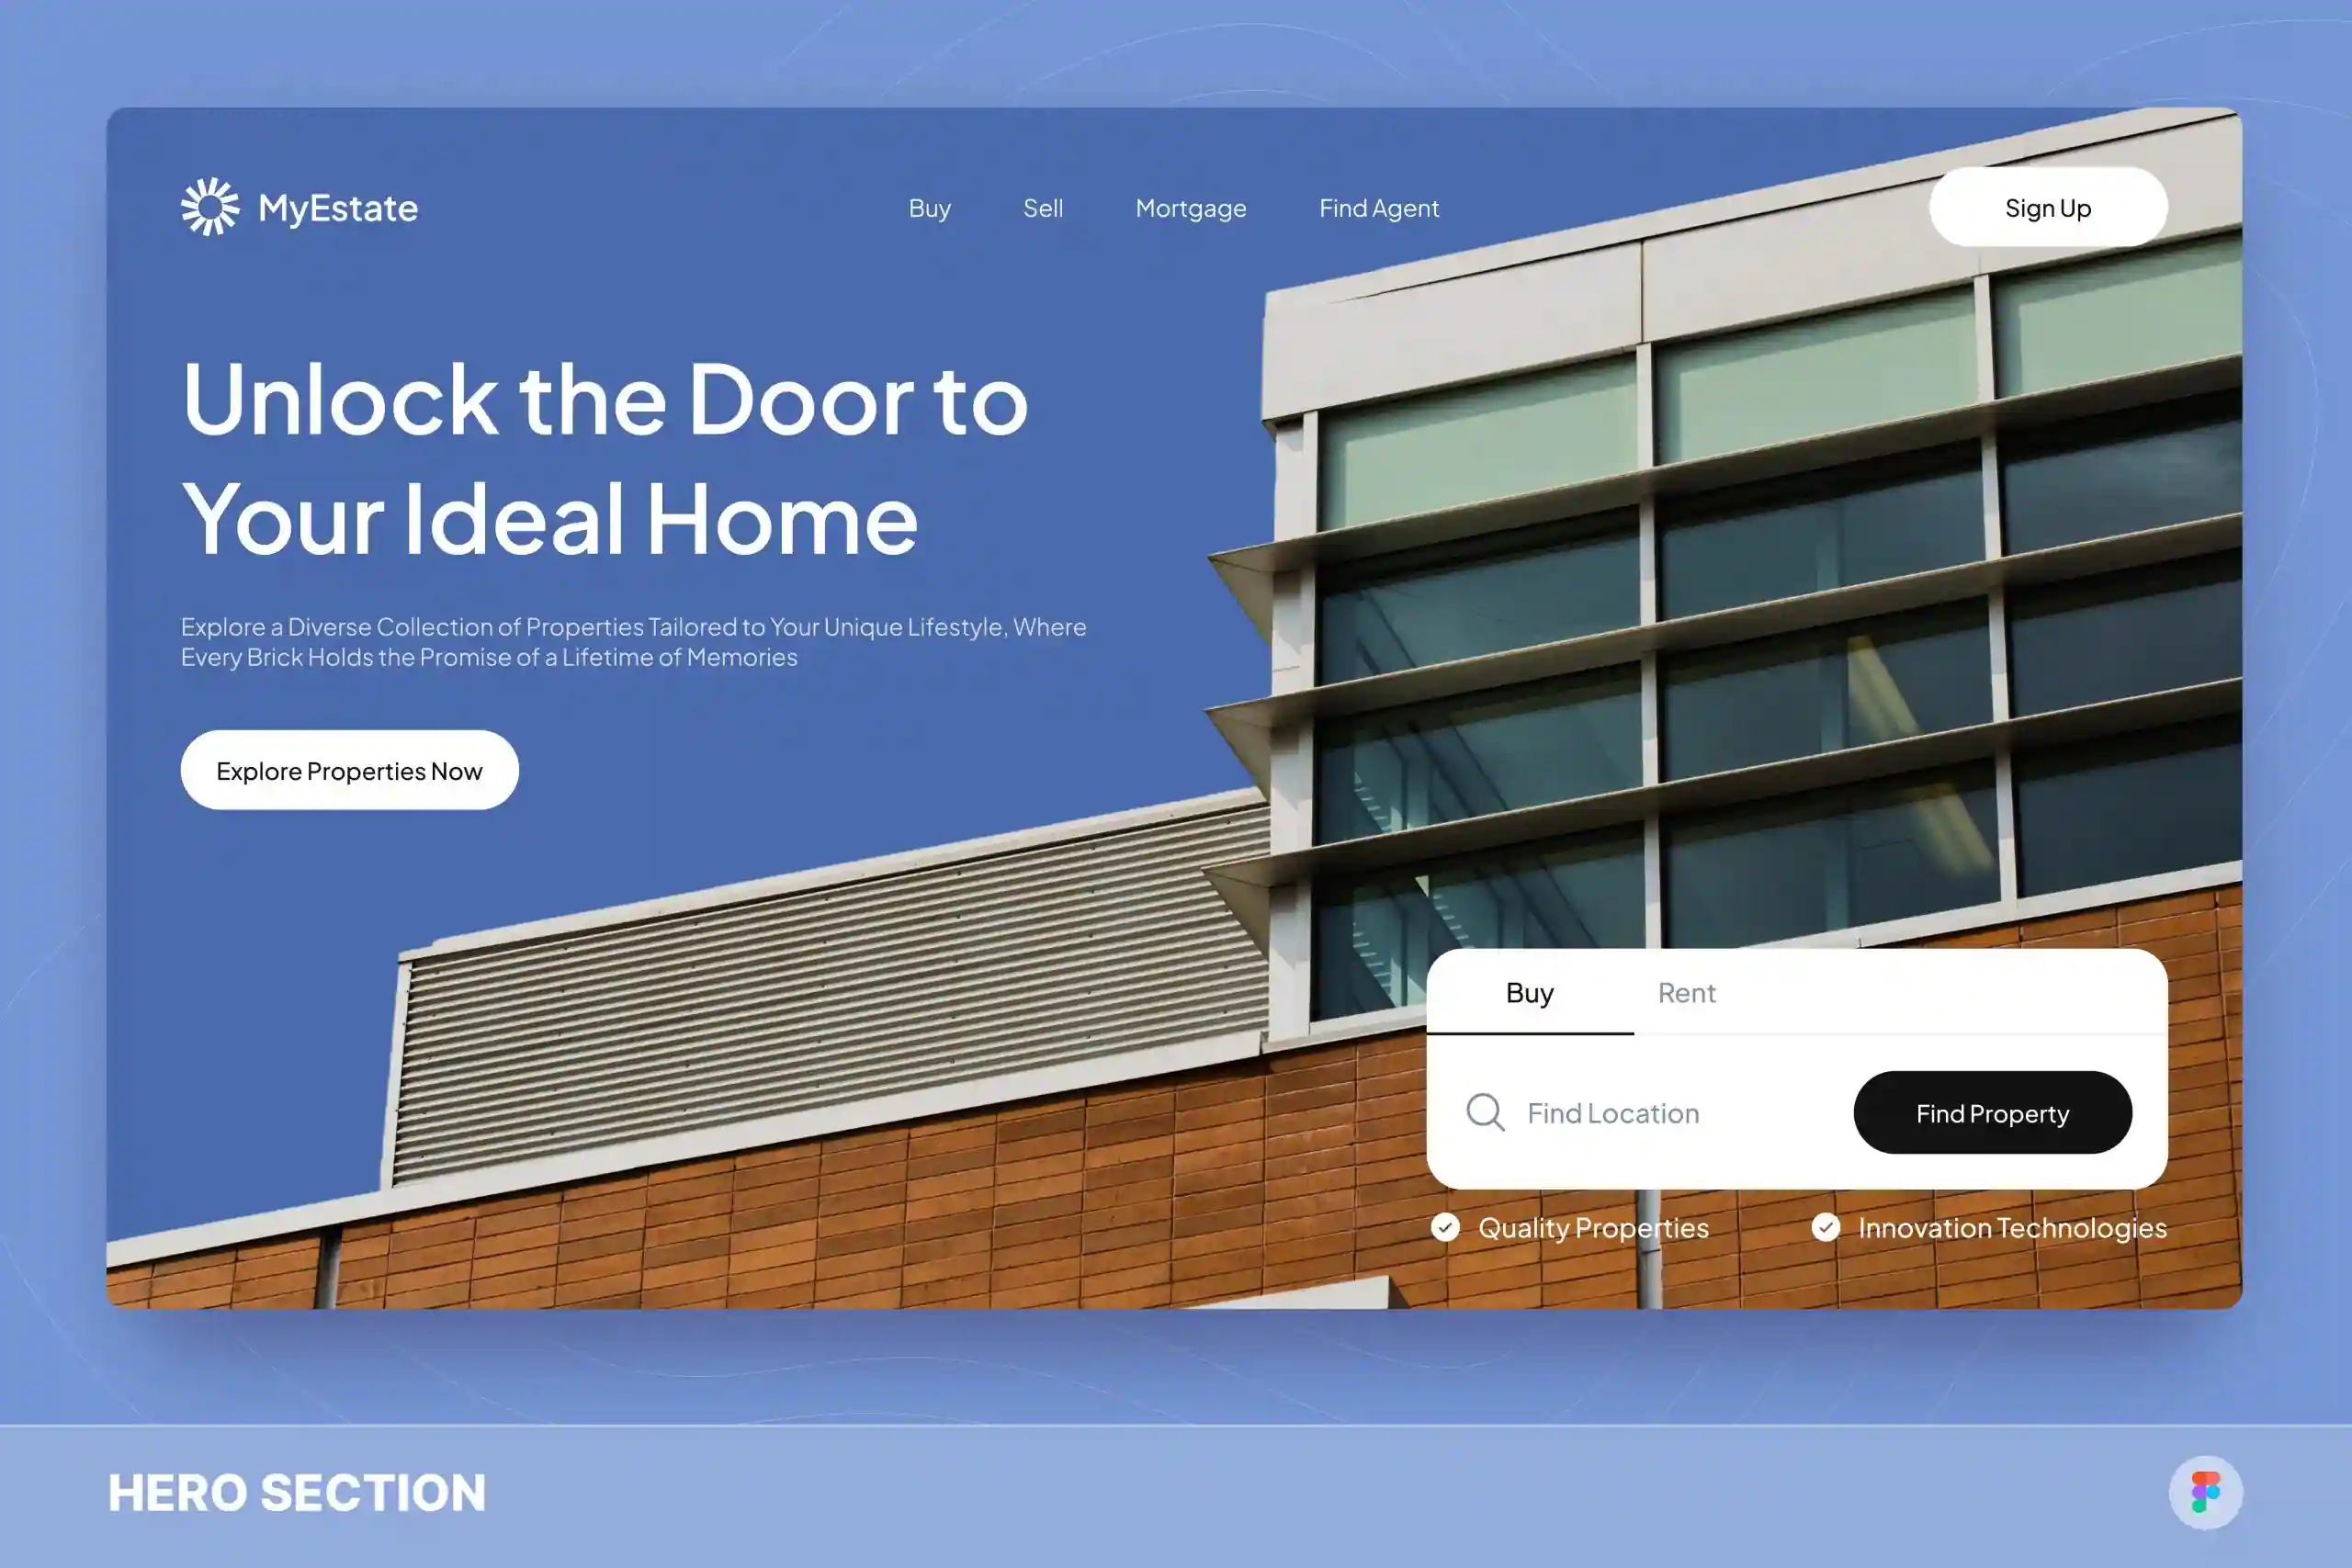 MyEstate
Buy
Sell
Mortgage
Find Agent
Sign Up
Unlock the Door to
Your Ideal Home
Explore a Diverse Collection of Properties Tailored to Your Unique Lifestyle, Where
Every Brick Holds the Promise of a Lifetime of Memories
Explore Properties Now
Buy
Rent
Find Location
Find Property
Quality Properties
Innovation Technologies
HERO SECTION